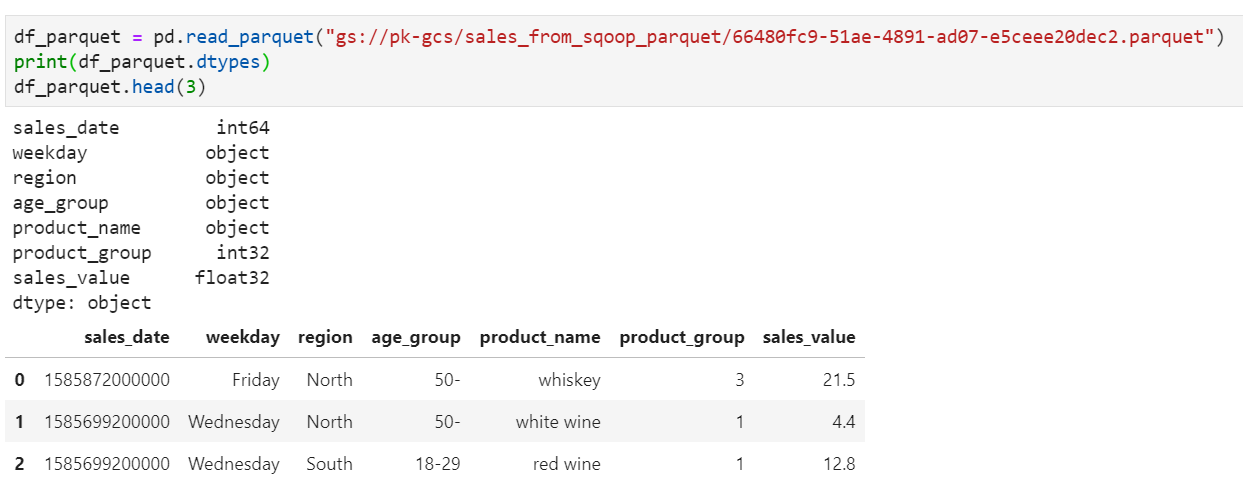 df_parquet = pd.read_parquet("gs://pk-gcs/sales_from_sqoop_parquet/66480fc9-51ae-4891-ad07-e5ceee20dec2.parquet")
print(df_parquet.dtypes)
df_parquet.head(3)
sales_date int64
weekday object
region object
age_group object
product_name object
product_group int32
sales_value float32
dtype: object
sales_date weekday region age_group product_name product_group sales_value
0 1585872000000 Friday North 50- whiskey 3 21.5
1 1585699200000 Wednesday North 50- white wine 1 4.4
2 1585699200000 Wednesday South 18-29 red wine 1 12.8